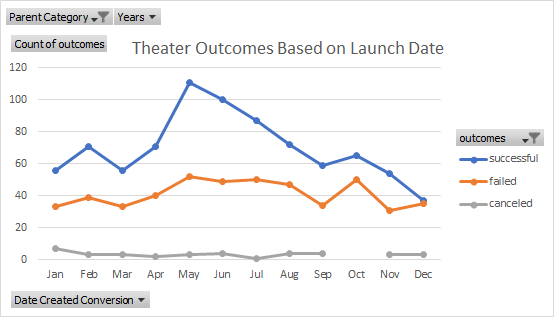 Parent Category Years
Count of outcomes
Theater Outcomes Based on Launch Date
120
100
80
60
40
20
0
Jan Feb Mar Apr May Jun Jul Aug Sep Oct Nov Dec
outcomes
successful
failed
canceled
Date Created Conversion